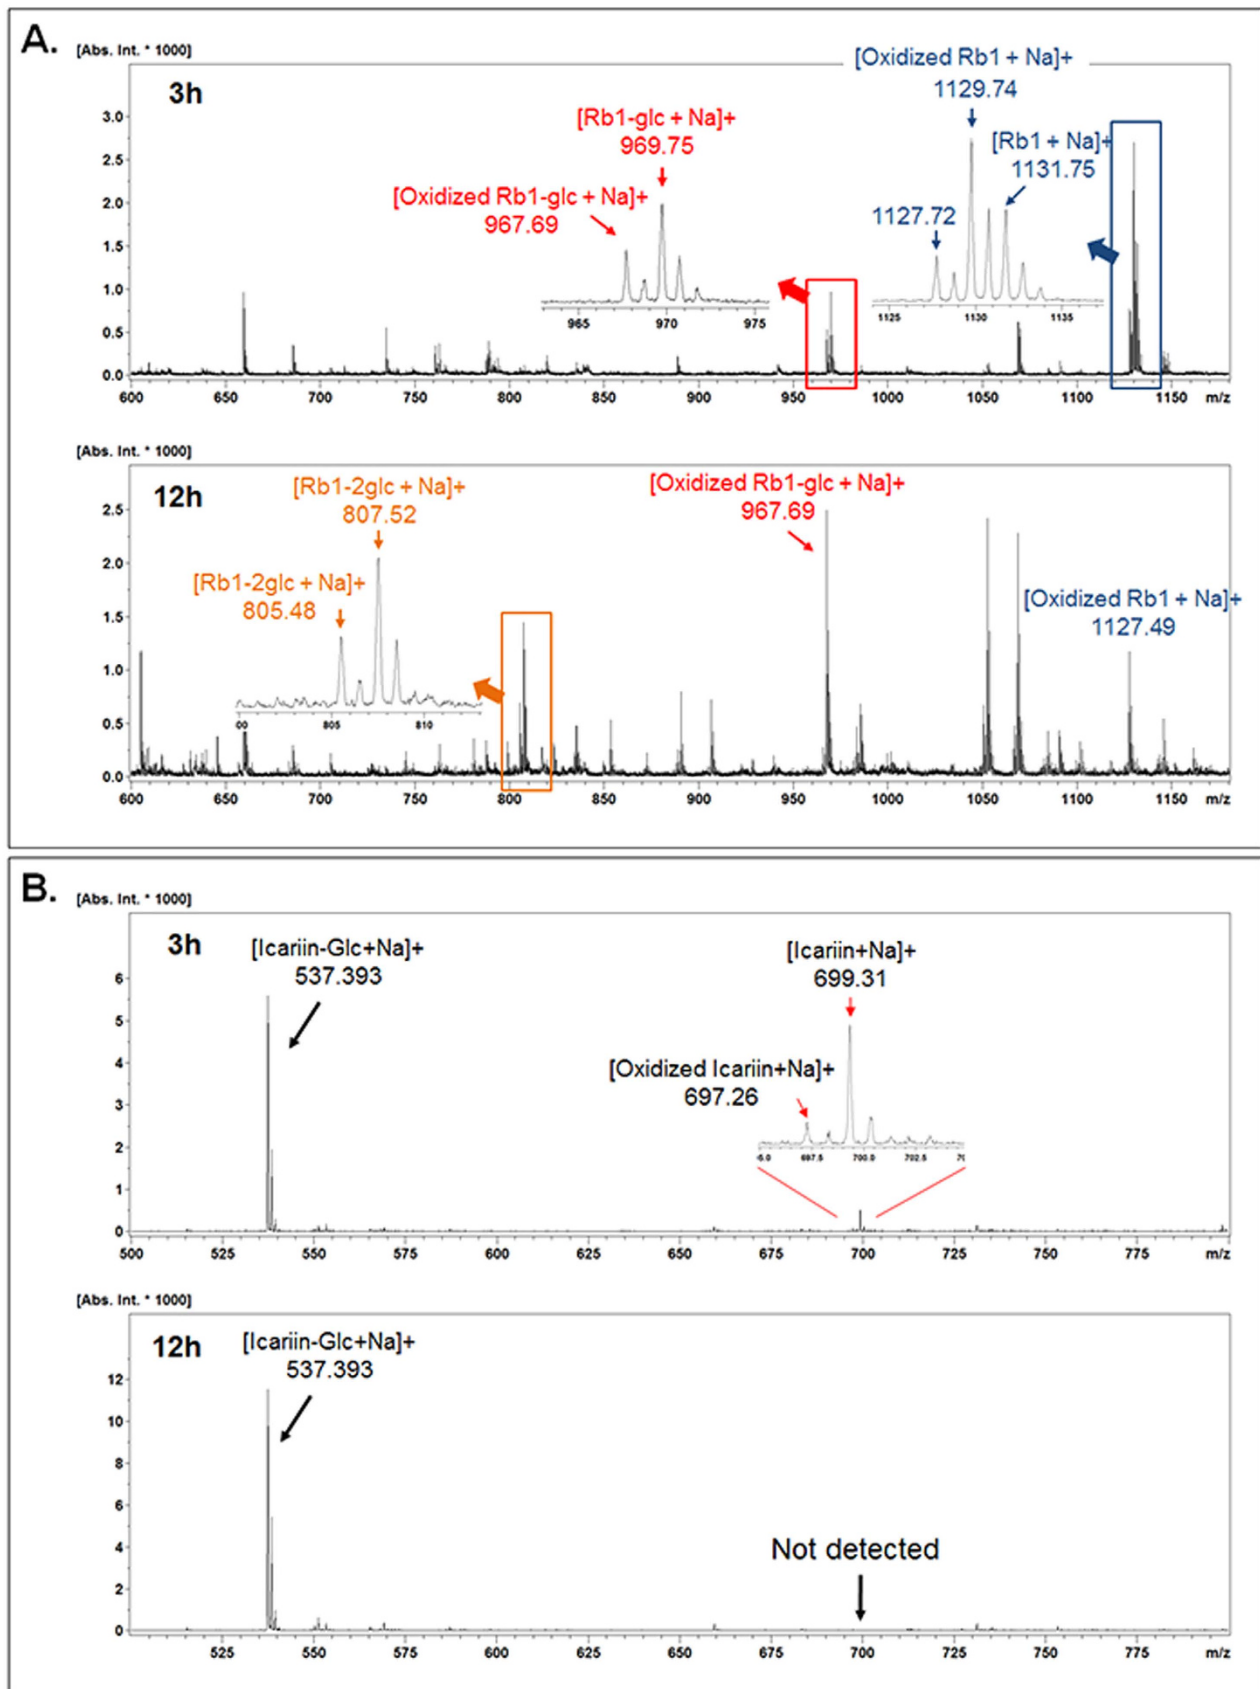 A.
[Abs. Int. * 1000]
3h
[Oxidized Rb1 + Na]+
1129.74
[Rb1-glc + Na]+
969.75
[Rb1 + Na]+
1131.75
[Oxidized Rb1-glc + Na]+
967.69
1127.72
3.0
2.5
2.0
1.5
1.0
0.5
0.0
965 970 975
1125 1130 1135
600 650 700 750 800 850 900 950 1000 1050 1100 1150 m/z
[Abs. Int. * 1000]
12h
[Rb1-2glc + Na]+
807.52
[Oxidized Rb1-glc + Na]+
967.69
[Rb1-2glc + Na]+
805.48
[Oxidized Rb1 + Na]+
1127.49
2.5
2.0
1.5
1.0
0.5
0.0
00 805 810
600 650 700 750 800 850 900 950 1000 1050 1100 1150 m/z
B.
[Abs. Int. * 1000]
3h
[Icariin-Glc+Na]+
537.393
[Icariin+Na]+
699.31
[Oxidized Icariin+Na]+
697.26
6
5
4
3
2
1
0
697.5 700.0 702.5
500 525 550 575 600 625 650 675 700 725 750 775 m/z
[Abs. Int. * 1000]
12h
[Icariin-Glc+Na]+
537.393
Not detected
12
10
8
6
4
2
0
525 550 575 600 625 650 675 700 725 750 775 m/z